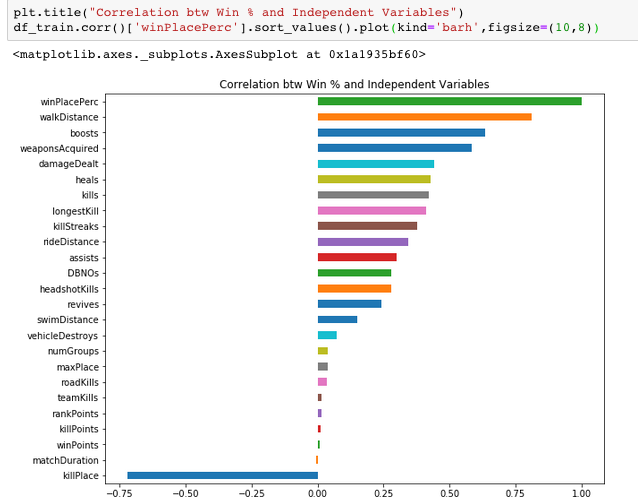 plt.title("Correlation btw Win % and Independent Variables")
df_train.corr()['winPlacePerc'].sort_values().plot(kind='barh',figsize=(10,8))
<matplotlib.axes._subplots.AxesSubplot at 0x1a1935bf60>
Correlation btw Win % and Independent Variables
winPlacePerc
walkDistance
boosts
weaponsAcquired
damageDealt
heals
kills
longestKill
killStreaks
rideDistance
assists
DBNOs
headshotKills
revives
swimDistance
vehicleDestroys
numGroups
maxPlace
roadKills
teamKills
rankPoints
killPoints
winPoints
matchDuration
killPlace
−0.75 −0.50 −0.25 0.00 0.25 0.50 0.75 1.00